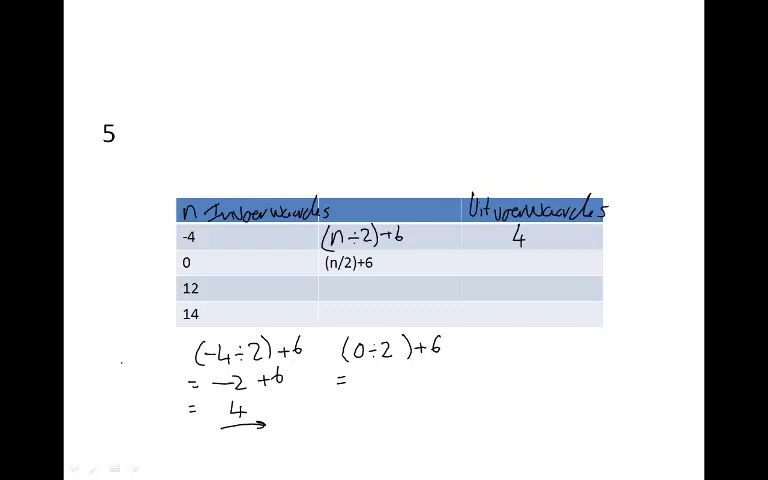 5
n Invoerwaardes Uitvoerwaardes
-4 (n÷2)+6 4
0 (n/2)+6
12
14
(-4÷2)+6 (0÷2)+6
= -2+6 =
= 4